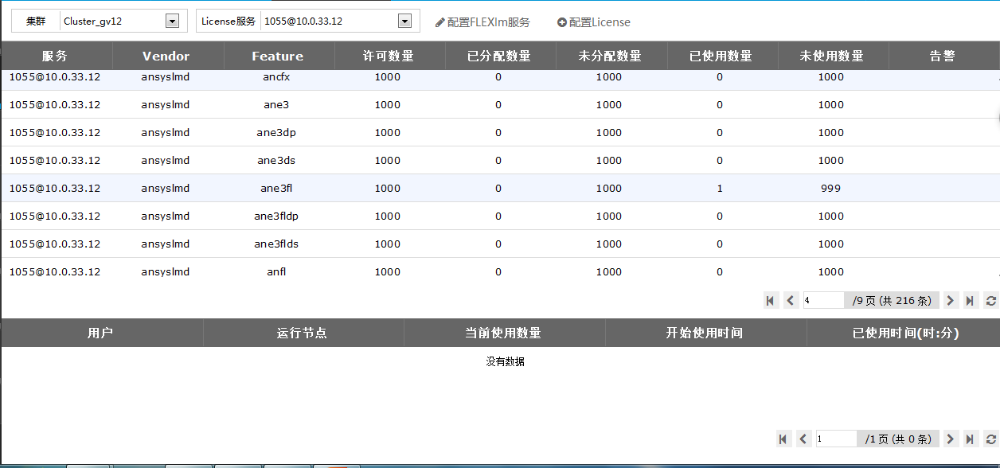 集群 Cluster_gv12 License服务 1055@10.0.33.12 配置FLEXlm服务 配置License
服务 Vendor Feature 许可数量 已分配数量 未分配数量 已使用数量 未使用数量 告警
1055@10.0.33.12 ansyslmd ancfx 1000 0 1000 0 1000
1055@10.0.33.12 ansyslmd ane3 1000 0 1000 0 1000
1055@10.0.33.12 ansyslmd ane3dp 1000 0 1000 0 1000
1055@10.0.33.12 ansyslmd ane3ds 1000 0 1000 0 1000
1055@10.0.33.12 ansyslmd ane3fl 1000 0 1000 1 999
1055@10.0.33.12 ansyslmd ane3fldp 1000 0 1000 0 1000
1055@10.0.33.12 ansyslmd ane3flds 1000 0 1000 0 1000
1055@10.0.33.12 ansyslmd anfl 1000 0 1000 0 1000
4 /9 页 (共 216 条)
用户 运行节点 当前使用数量 开始使用时间 已使用时间(时:分)
没有数据
1 /1 页 (共 0 条)